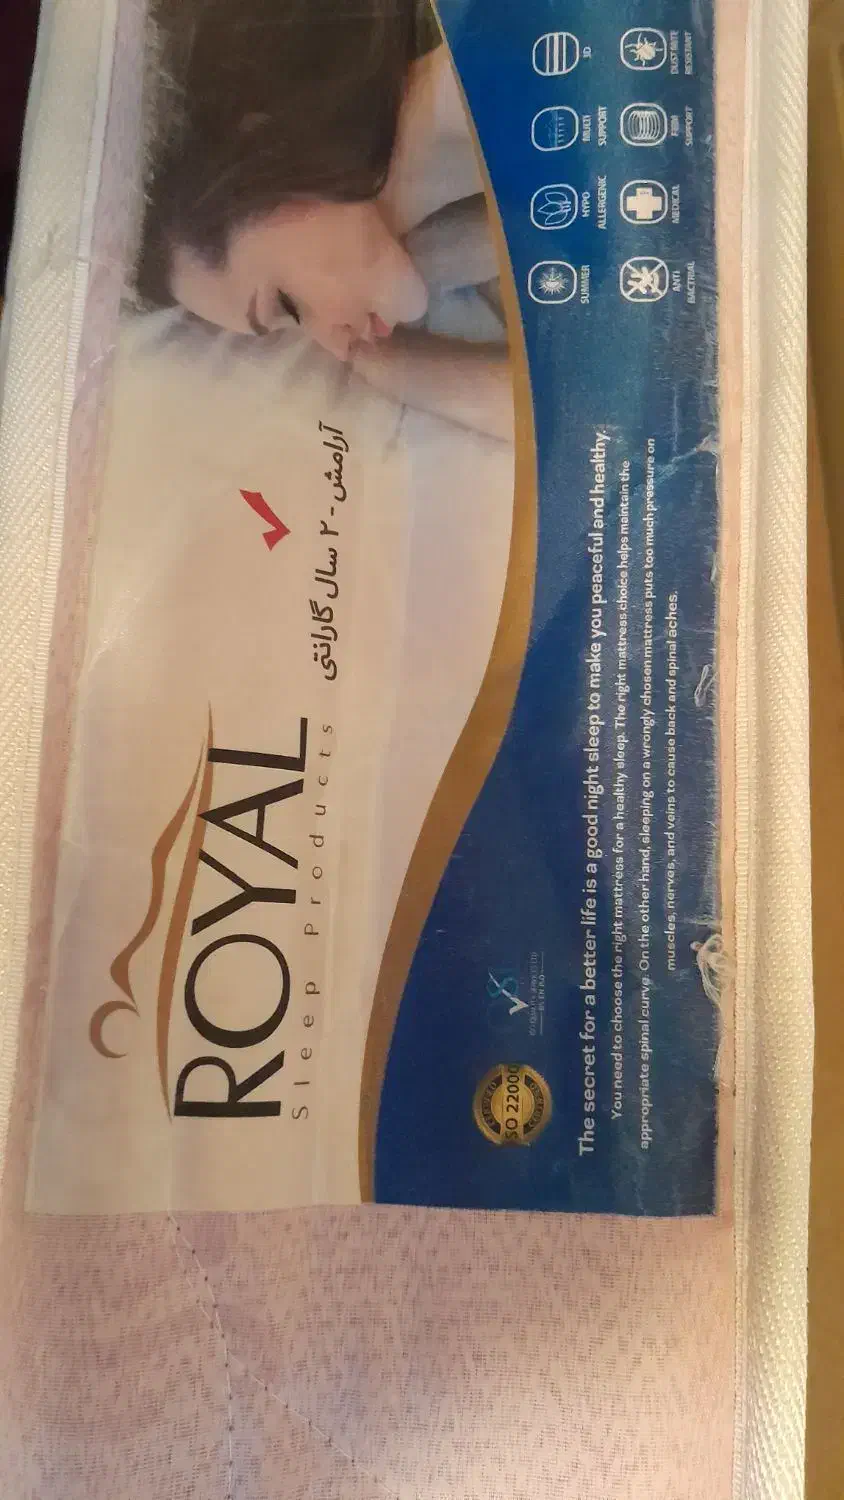 ROYAL
Sleep Products
آرامش - ۲ سال گارانتی
SUMMER
HYPO
ALLERGENIC
MULTI
SUPPORT
3D
ANTI
BACTRIAL
MEDICAL
FIRM
SUPPORT
DUST MITE
RESISTANT
ISO 22000
The secret for a better life is a good night sleep to make you peaceful and healthy.
You need to choose the right mattress for a healthy sleep. The right mattress choice helps maintain the
appropriate spinal curve. On the other hand, sleeping on a wrongly chosen mattress puts too much pressure on
muscles, nerves, and veins to cause back and spinal aches.